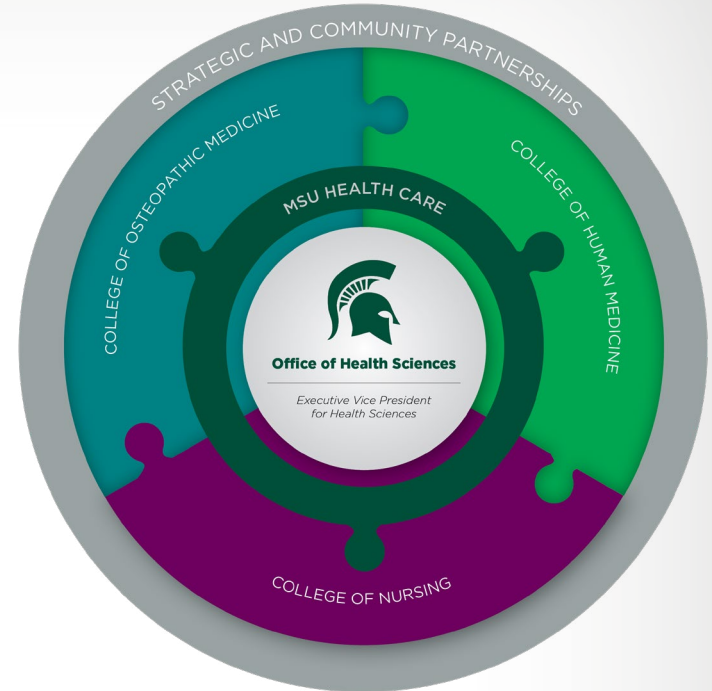 STRATEGIC AND COMMUNITY PARTNERSHIPS
COLLEGE OF OSTEOPATHIC MEDICINE
COLLEGE OF HUMAN MEDICINE
MSU HEALTH CARE
Office of Health Sciences
Executive Vice President
for Health Sciences
COLLEGE OF NURSING